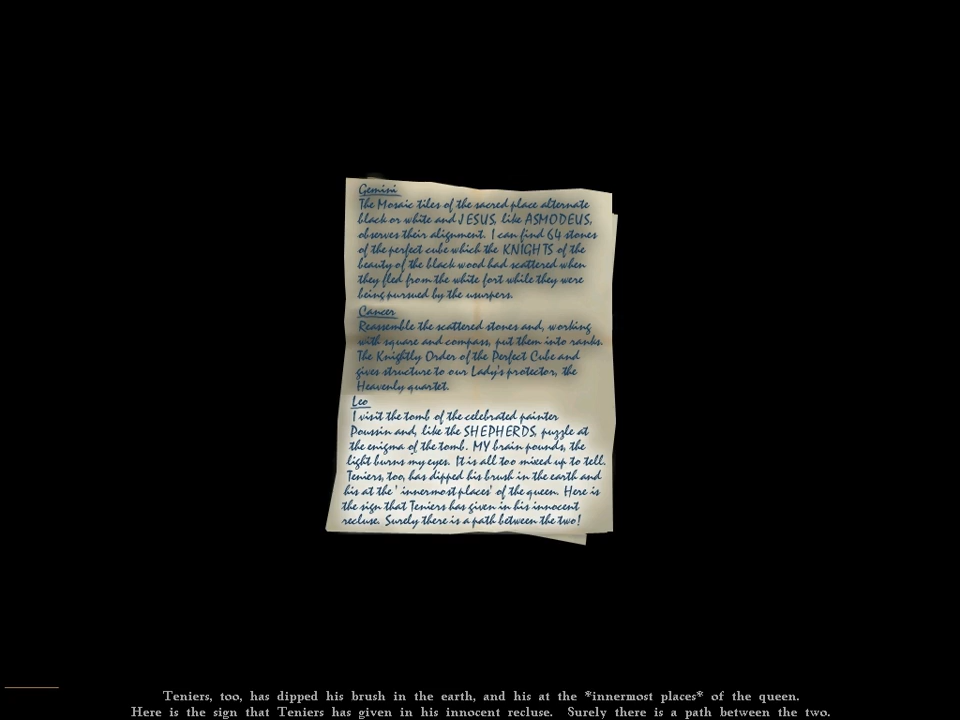 Gemini
The Mosaic tiles of the sacred place alternate
black or white and JESUS, like ASMODEUS,
observes their alignment. I can find 64 stones
of the perfect cube which the KNIGHTS of the
beauty of the black wood had scattered when
they fled from the white fort while they were
being pursued by the usurpers.
Cancer
Reassemble the scattered stones and, working
with square and compass, put them into ranks.
The Knightly Order of the Perfect Cube and
gives structure to our Lady's protector, the
Heavenly quartet.
Leo
I visit the tomb of the celebrated painter
Poussin and, like the SHEPHERDS, puzzle at
the enigma of the tomb. MY brain pounds, the
light burns my eyes. It is all too mixed up to tell.
Teniers, too, has dipped his brush in the earth and
his at the 'innermost places' of the queen. Here is
the sign that Teniers has given in his innocent
recluse. Surely there is a path between the two!
Teniers, too, has dipped his brush in the earth, and his at the *innermost places* of the queen.
Here is the sign that Teniers has given in his innocent recluse. Surely there is a path between the two.